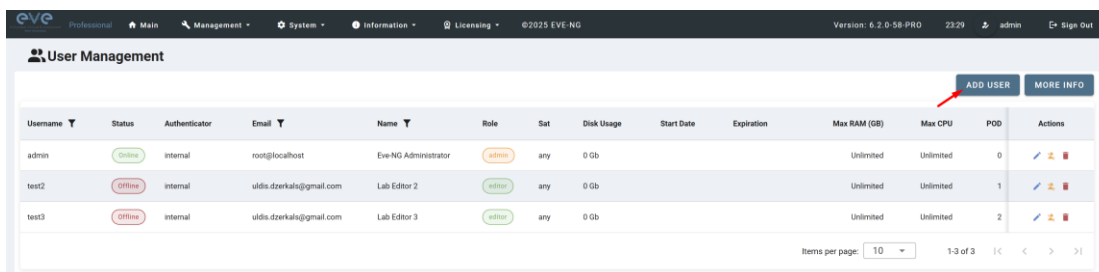 eve Professional Main Management System Information Licensing ©2025 EVE-NG Version: 6.2.0-58-PRO 23:29 admin Sign Out
User Management
ADD USER MORE INFO
Username Status Authenticator Email Name Role Sat Disk Usage Start Date Expiration Max RAM (GB) Max CPU POD Actions
admin Online internal root@localhost Eve-NG Administrator admin any 0 Gb Unlimited Unlimited 0
test2 Offline internal uldis.dzerkals@gmail.com Lab Editor 2 editor any 0 Gb Unlimited Unlimited 1
test3 Offline internal uldis.dzerkals@gmail.com Lab Editor 3 editor any 0 Gb Unlimited Unlimited 2
Items per page: 10 1-3 of 3